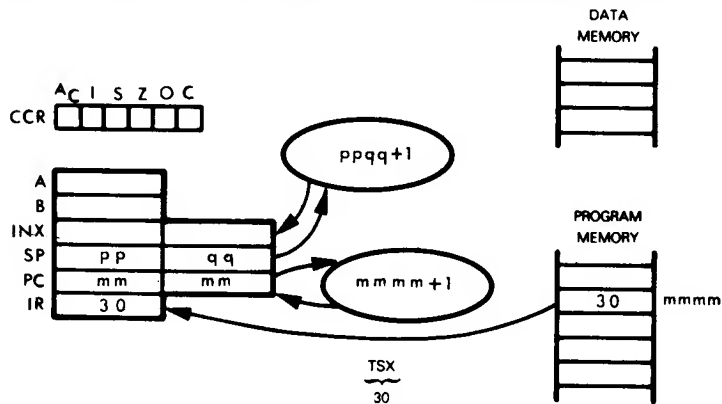 DATA
MEMORY
AC I S Z O C
CCR
ppqq+1
A
B
INX
SP pp qq
PC mm mm
IR 30
mmmm+1
PROGRAM
MEMORY
30 mmmm
TSX
30